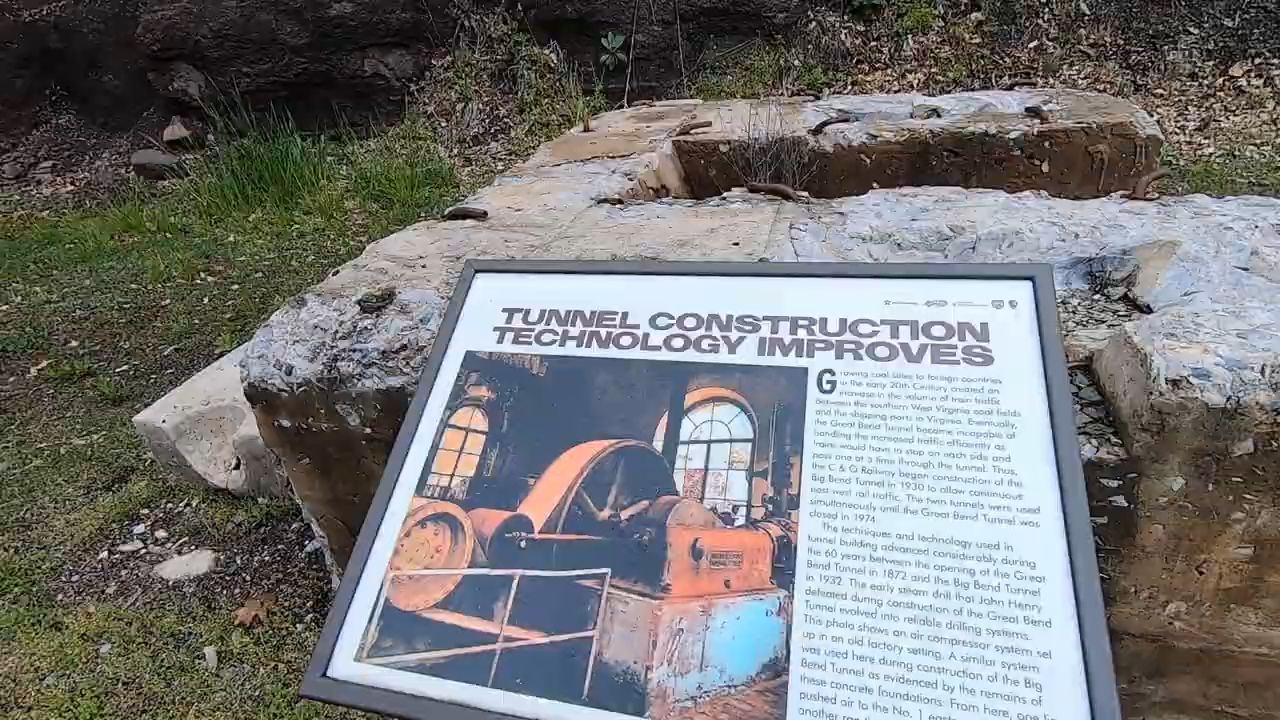 TUNNEL CONSTRUCTION
TECHNOLOGY IMPROVES
Growing coal sales to foreign countries
in the early 20th Century created an
increase in the volume of train traffic
between the southern West Virginia coal fields
and the shipping ports in Virginia. Eventually,
the Great Bend Tunnel became incapable of
handling the increased traffic efficiently as
trains would have to stop on each side and
pass one at a time through the tunnel. Thus,
the C & O Railway began construction of the
Big Bend Tunnel in 1930 to allow continuous
east-west rail traffic. The twin tunnels were used
simultaneously until the Great Bend Tunnel was
closed in 1974.
The techniques and technology used in
tunnel building advanced considerably during
the 60 years between the opening of the Great
Bend Tunnel in 1872 and the Big Bend Tunnel
in 1932. The early steam drill that John Henry
defeated during construction of the Great Bend
Tunnel evolved into reliable drilling systems.
This photo shows an air compressor system set
up in an old factory setting. A similar system
was used here during construction of the Big
Bend Tunnel as evidenced by the remains of
these concrete foundations. From here, one
pushed air to the No. 1
another